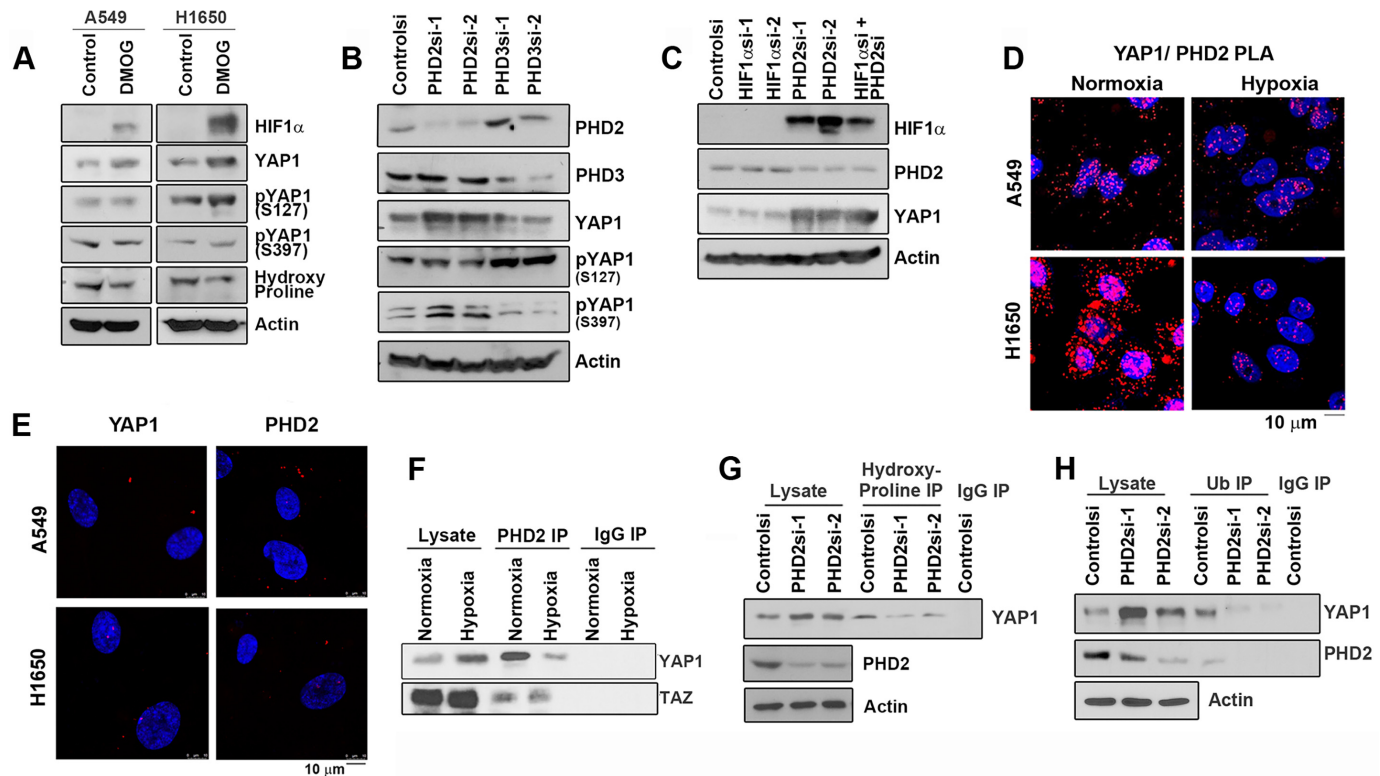 A
A549
H1650
Control
DMOG
Control
DMOG
HIF1α
YAP1
pYAP1
(S127)
pYAP1
(S397)
Hydroxy
Proline
Actin
B
Controlsi
PHD2si-1
PHD2si-2
PHD3si-1
PHD3si-2
PHD2
PHD3
YAP1
pYAP1
(S127)
pYAP1
(S397)
Actin
C
Controlsi
HIF1αsi-1
HIF1αsi-2
PHD2si-1
PHD2si-2
HIF1αsi +
PHD2si
HIF1α
PHD2
YAP1
Actin
D
YAP1/ PHD2 PLA
Normoxia
Hypoxia
A549
H1650
10 μm
E
YAP1
PHD2
A549
H1650
10 μm
F
Lysate
PHD2 IP
IgG IP
Normoxia
Hypoxia
Normoxia
Hypoxia
Normoxia
Hypoxia
YAP1
TAZ
G
Lysate
Hydroxy-
Proline IP
IgG IP
Controlsi
PHD2si-1
PHD2si-2
Controlsi
PHD2si-1
PHD2si-2
Controlsi
YAP1
PHD2
Actin
H
Lysate
Ub IP
IgG IP
Controlsi
PHD2si-1
PHD2si-2
Controlsi
PHD2si-1
PHD2si-2
Controlsi
YAP1
PHD2
Actin